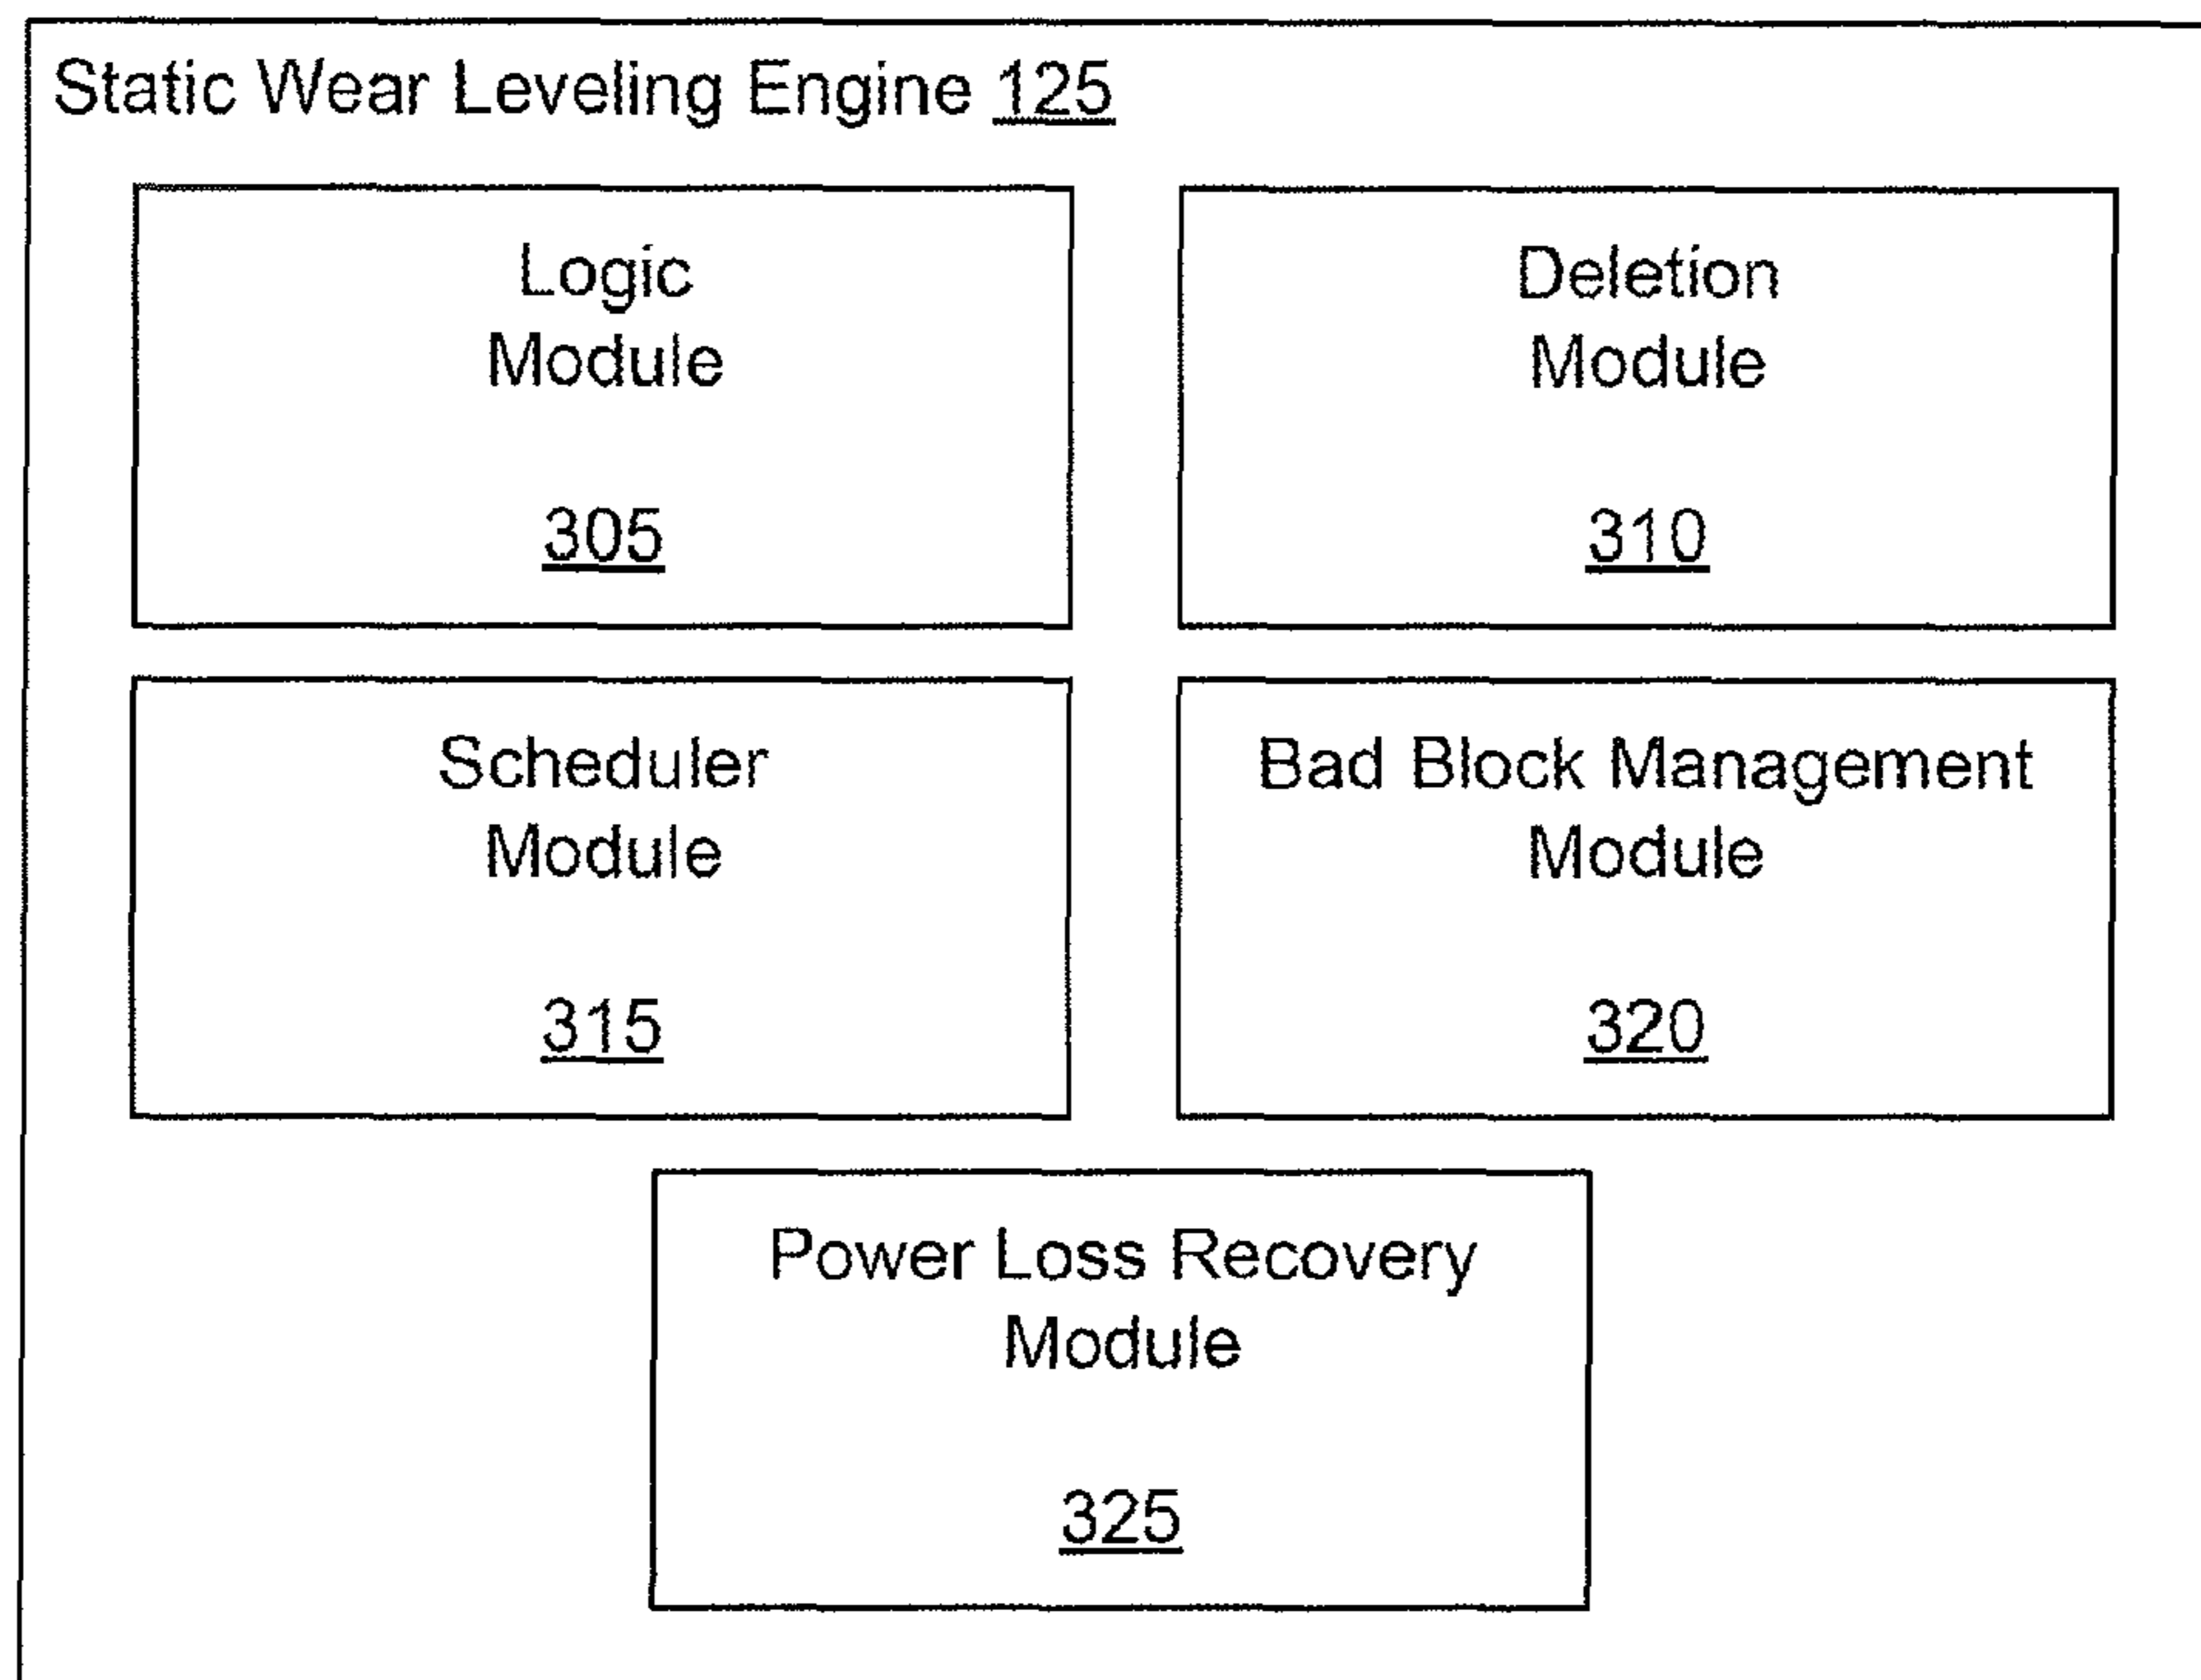 Static Wear Leveling Engine 125
Logic
Module
305
Deletion
Module
310
Scheduler
Module
315
Bad Block Management
Module
320
Power Loss Recovery
Module
325